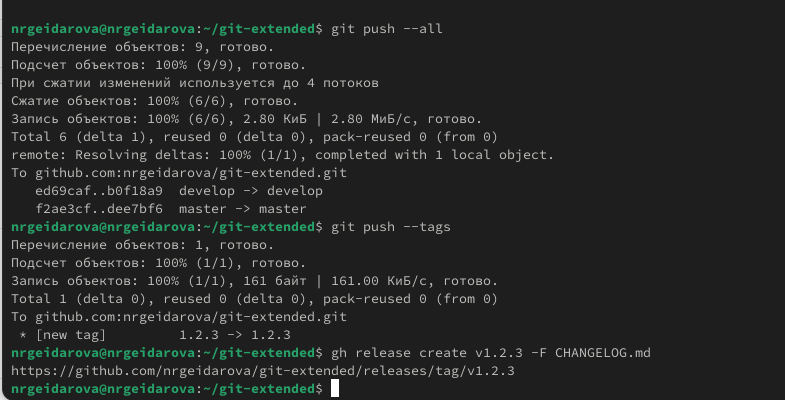 nrgeidarova@nrgeidarova:~/git-extended$ git push --all
Перечисление объектов: 9, готово.
Подсчет объектов: 100% (9/9), готово.
При сжатии изменений используется до 4 потоков
Сжатие объектов: 100% (6/6), готово.
Запись объектов: 100% (6/6), 2.80 КиБ | 2.80 МиБ/с, готово.
Total 6 (delta 1), reused 0 (delta 0), pack-reused 0 (from 0)
remote: Resolving deltas: 100% (1/1), completed with 1 local object.
To github.com:nrgeidarova/git-extended.git
   ed69caf..b0f18a9  develop -> develop
   f2ae3cf..dee7bf6  master -> master
nrgeidarova@nrgeidarova:~/git-extended$ git push --tags
Перечисление объектов: 1, готово.
Подсчет объектов: 100% (1/1), готово.
Запись объектов: 100% (1/1), 161 байт | 161.00 КиБ/с, готово.
Total 1 (delta 0), reused 0 (delta 0), pack-reused 0 (from 0)
To github.com:nrgeidarova/git-extended.git
 * [new tag]         1.2.3 -> 1.2.3
nrgeidarova@nrgeidarova:~/git-extended$ gh release create v1.2.3 -F CHANGELOG.md
https://github.com/nrgeidarova/git-extended/releases/tag/v1.2.3
nrgeidarova@nrgeidarova:~/git-extended$